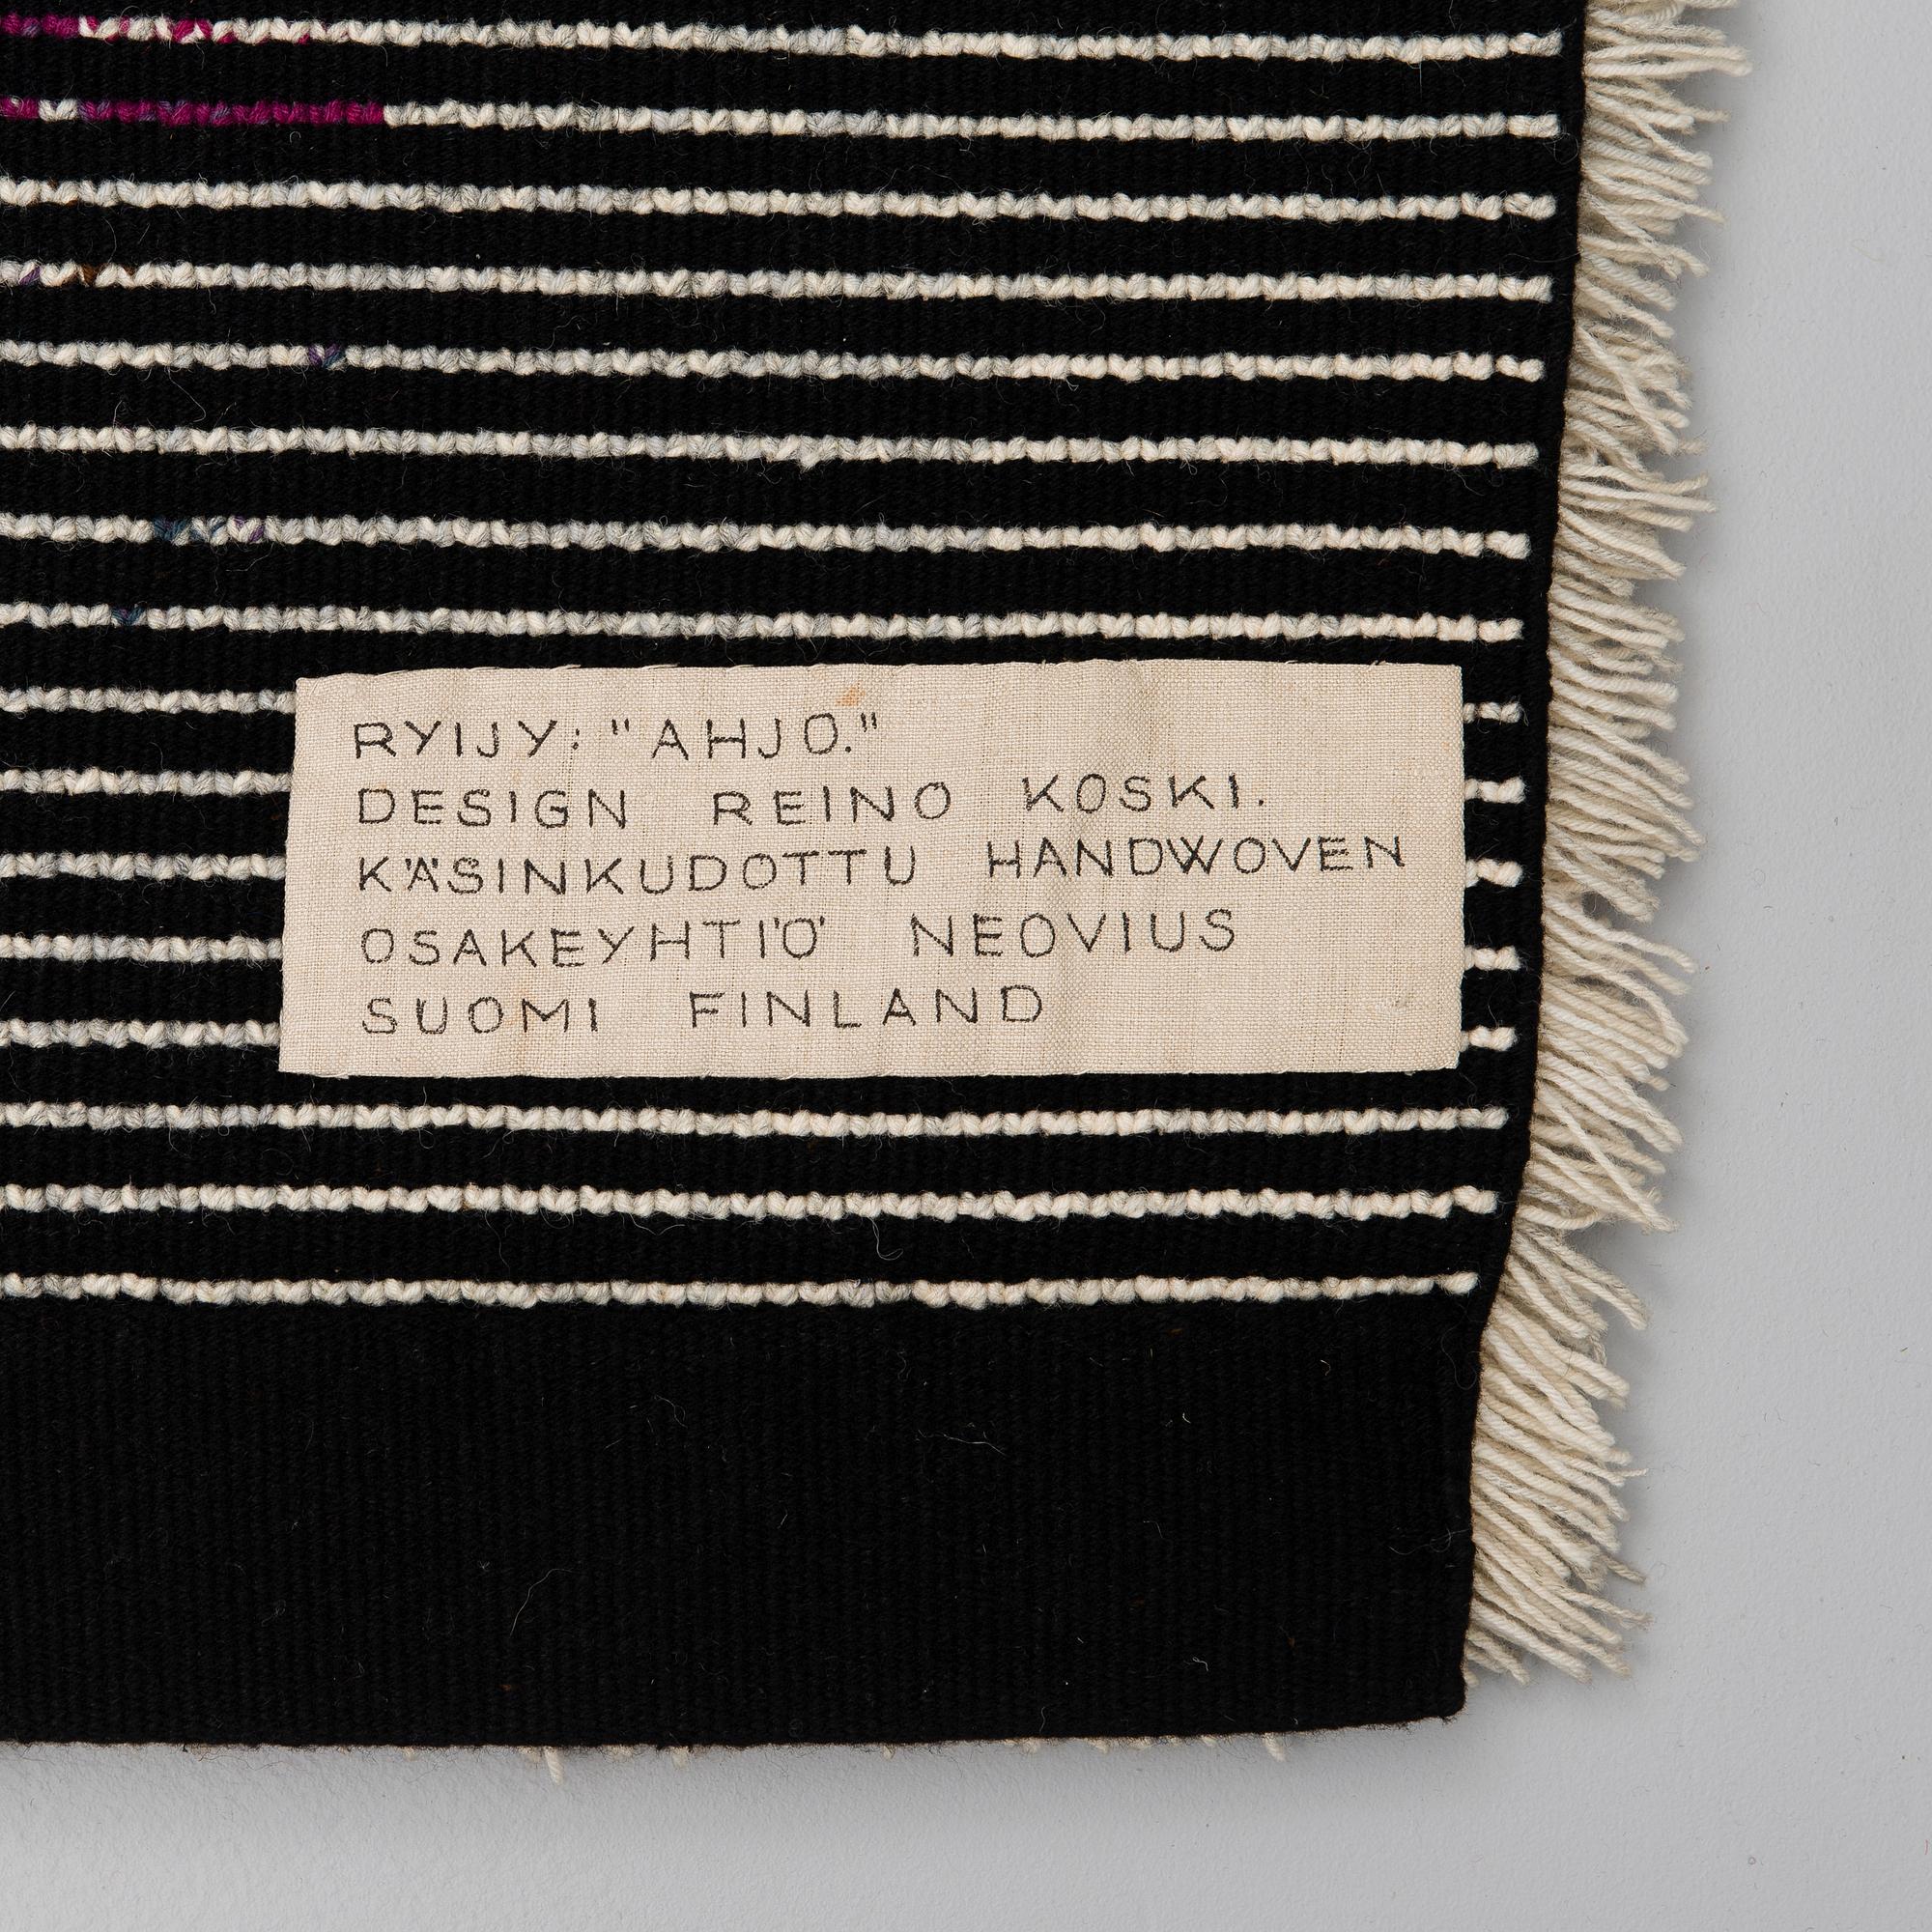 RYIJY: "AHJO."
DESIGN REINO KOSKI.
KÄSINKUDOTTU HANDWOVEN
OSAKEYHTIÖ NEOVIUS
SUOMI FINLAND